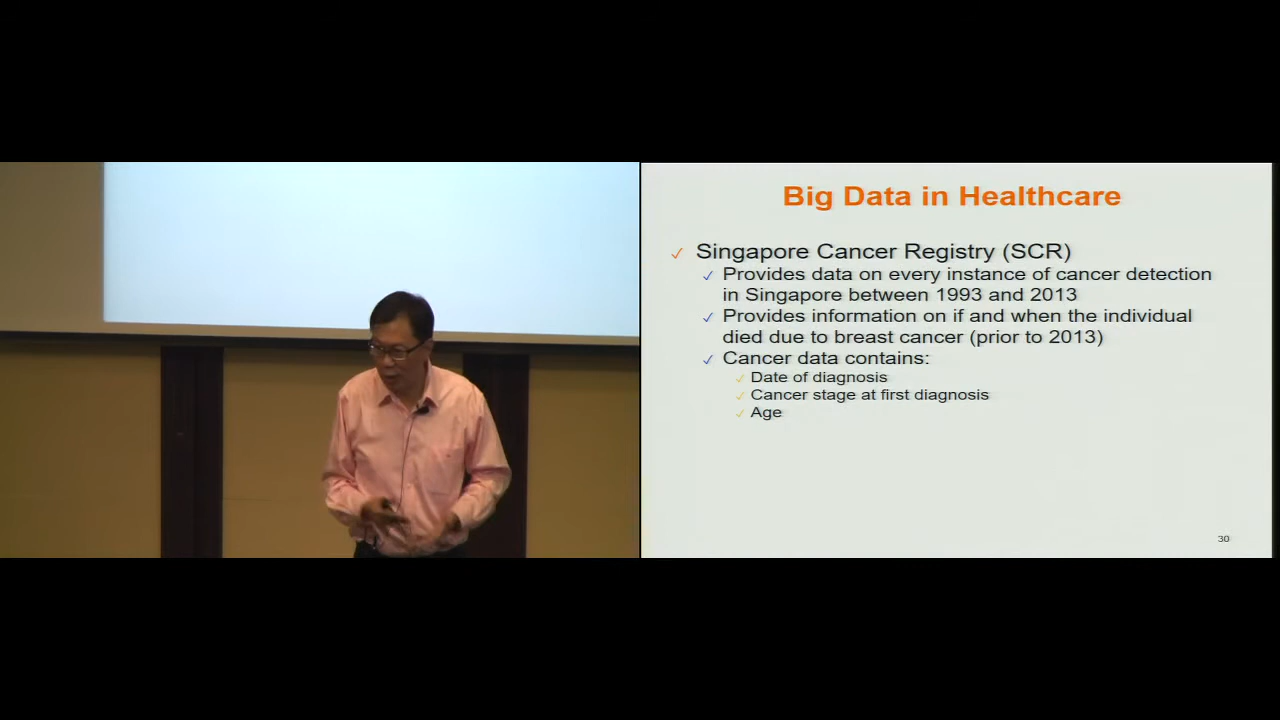 Big Data in Healthcare
Singapore Cancer Registry (SCR)
Provides data on every instance of cancer detection
in Singapore between 1993 and 2013
Provides information on if and when the individual
died due to breast cancer (prior to 2013)
Cancer data contains:
Date of diagnosis
Cancer stage at first diagnosis
Age
30